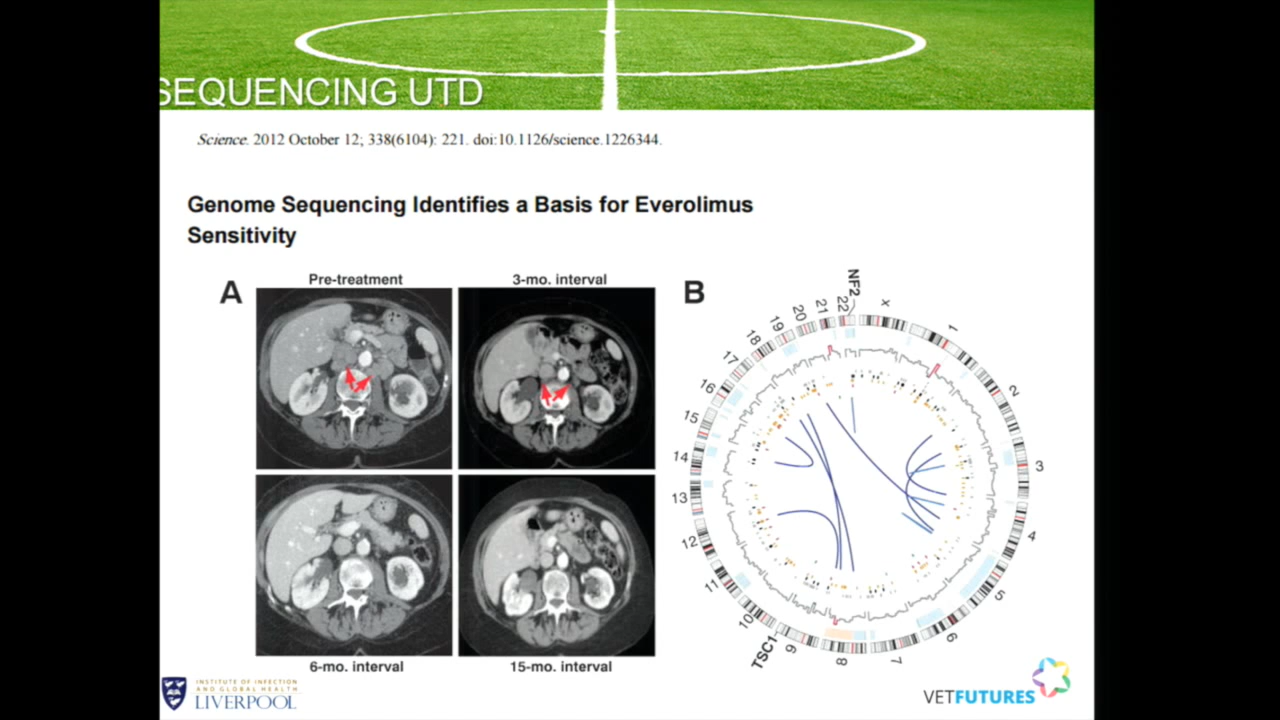 SEQUENCING UTD
Science. 2012 October 12; 338(6104): 221. doi:10.1126/science.1226344.
Genome Sequencing Identifies a Basis for Everolimus
Sensitivity
A
Pre-treatment
3-mo. interval
6-mo. interval
15-mo. interval
B
NF2
X
1
2
3
4
5
6
7
8
9
TSC1
10
11
12
13
14
15
16
17
18
19
20
21
22
INSTITUTE OF INFECTION
AND GLOBAL HEALTH
LIVERPOOL
VETFUTURES